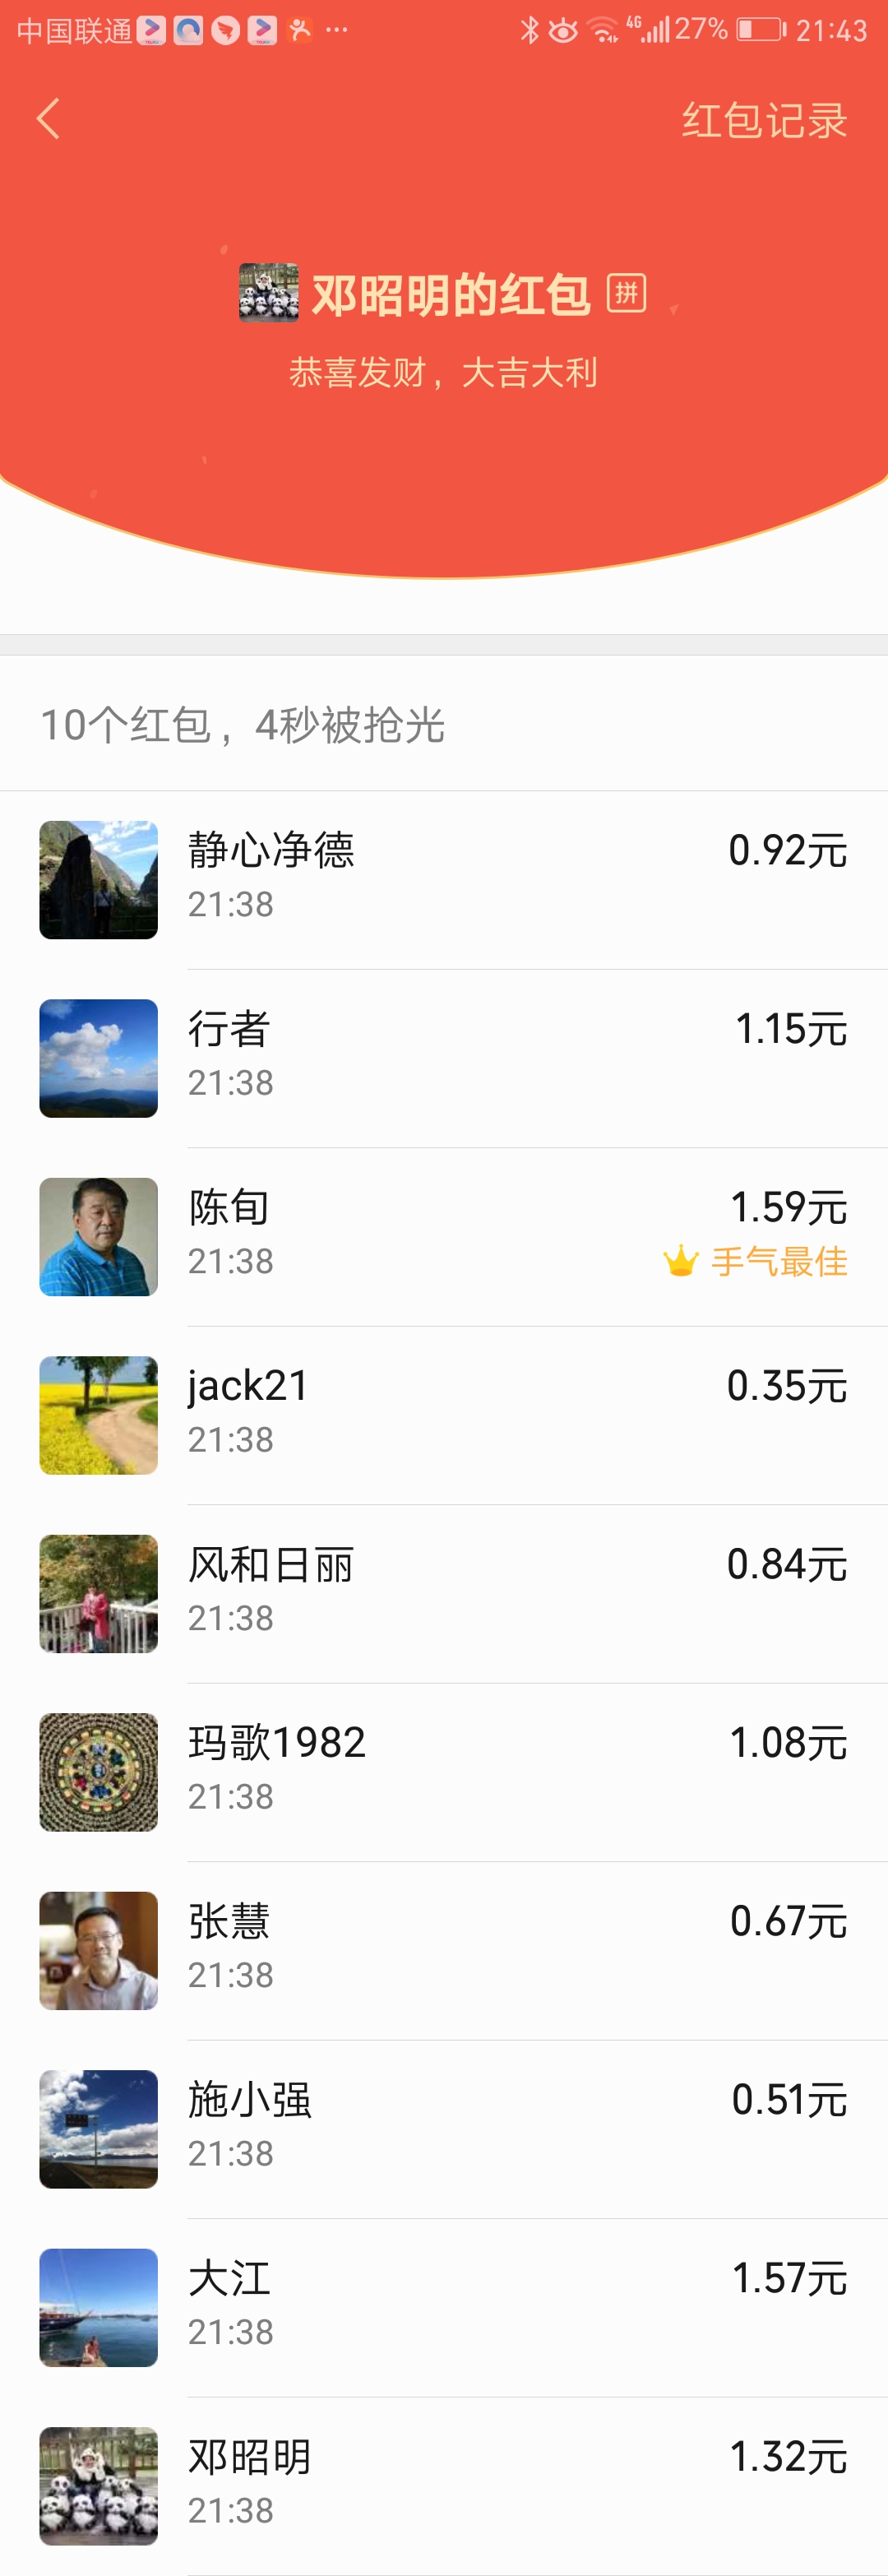 中国联通 ... 4G 27% 21:43
红包记录
邓昭明的红包 拼
恭喜发财，大吉大利
10个红包，4秒被抢光
静心净德 0.92元
21:38
行者 1.15元
21:38
陈旬 1.59元
21:38 手气最佳
jack21 0.35元
21:38
风和日丽 0.84元
21:38
玛歌1982 1.08元
21:38
张慧 0.67元
21:38
施小强 0.51元
21:38
大江 1.57元
21:38
邓昭明 1.32元
21:38